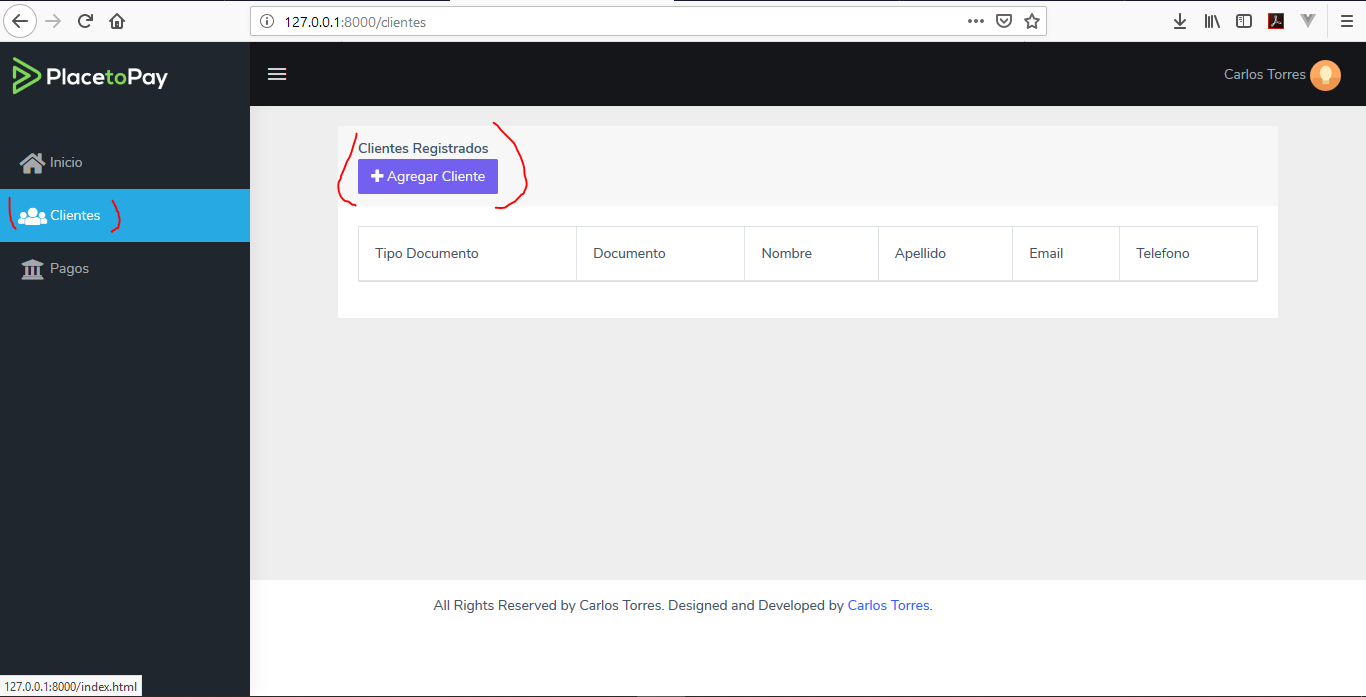 127.0.0.1:8000/clientes
PlacetoPay
Carlos Torres
Inicio
Clientes
Pagos
Clientes Registrados
Agregar Cliente
Tipo Documento Documento Nombre Apellido Email Telefono
All Rights Reserved by Carlos Torres. Designed and Developed by Carlos Torres.
127.0.0.1:8000/index.html